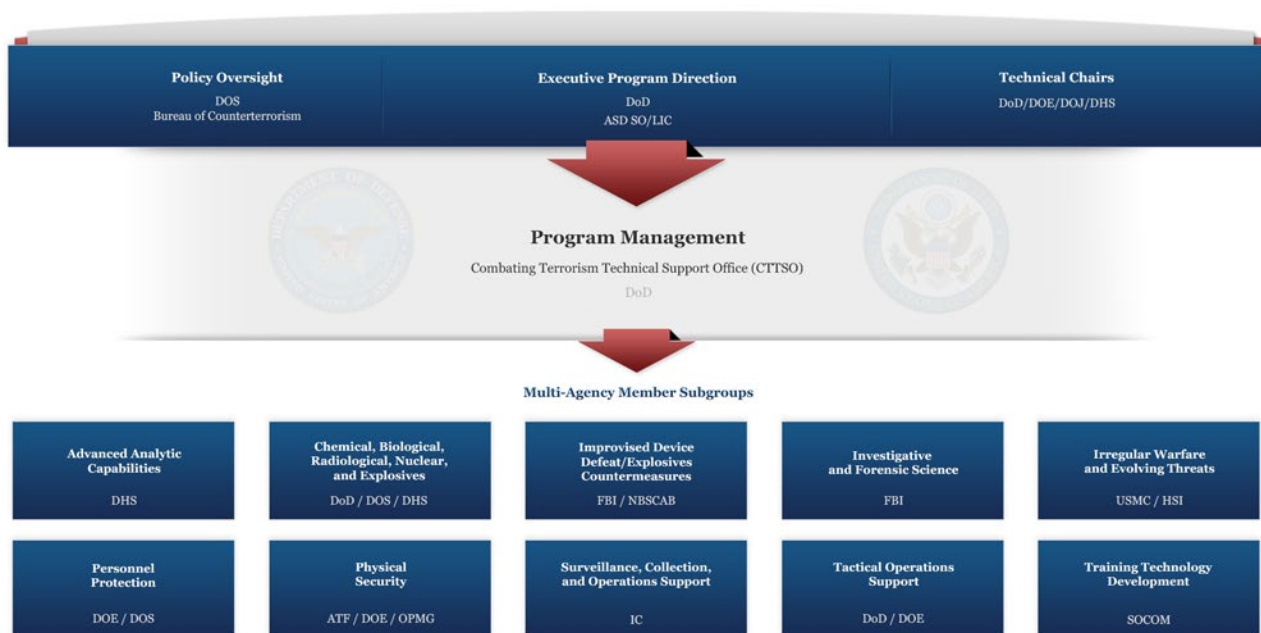 Policy Oversight
DOS
Bureau of Counterterrorism
Executive Program Direction
DoD
ASD SO/LIC
Technical Chairs
DoD/DOE/DOJ/DHS
Program Management
Combating Terrorism Technical Support Office (CTTSO)
DoD
Multi-Agency Member Subgroups
Advanced Analytic
Capabilities
DHS
Chemical, Biological,
Radiological, Nuclear,
and Explosives
DoD / DOS / DHS
Improvised Device
Defeat/Explosives
Countermeasures
FBI / NBSCAB
Investigative
and Forensic Science
FBI
Irregular Warfare
and Evolving Threats
USMC / HSI
Personnel
Protection
DOE / DOS
Physical
Security
ATF / DOE / OPMG
Surveillance, Collection,
and Operations Support
IC
Tactical Operations
Support
DoD / DOE
Training Technology
Development
SOCOM